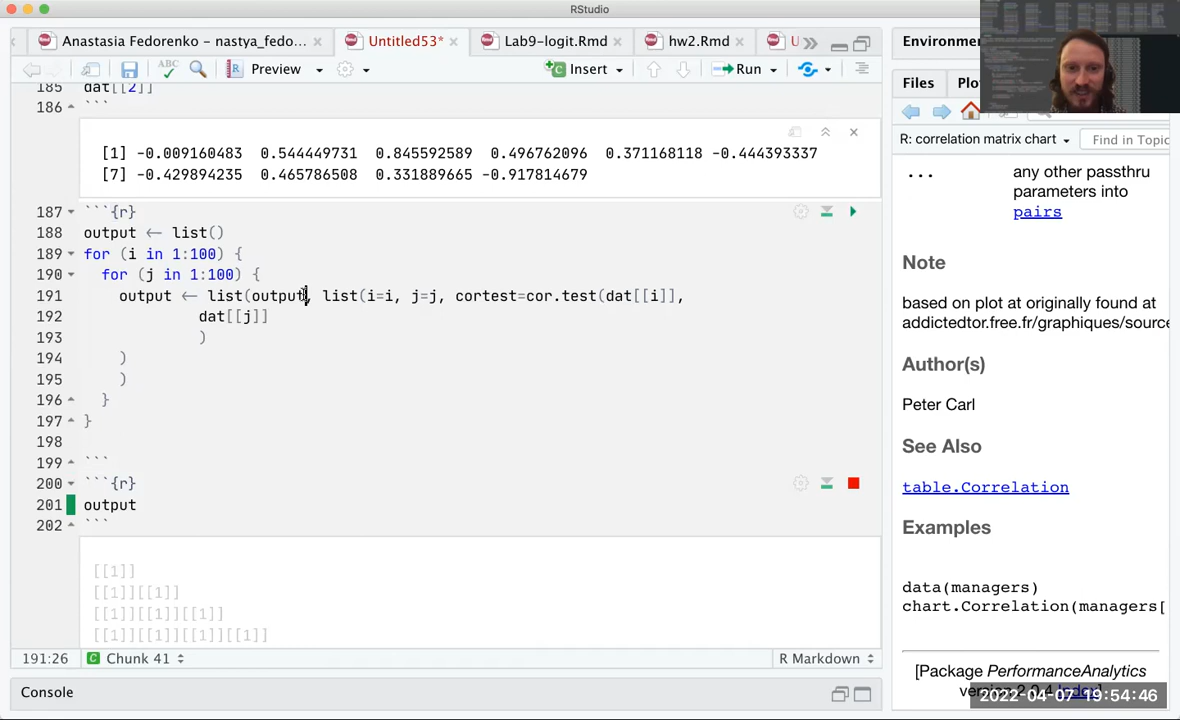 RStudio
Anastasia Fedorenko – nastya_fedo...
Untitled53*
Lab9-logit.Rmd
hw2.Rmd
U
Environmen
ABC
Preview
Insert
Run
Files
Plo
R: correlation matrix chart
Find in Topic
185 dat[[2]]
186 ```
[1] -0.009160483 0.544449731 0.845592589 0.496762096 0.371168118 -0.444393337
[7] -0.429894235 0.465786508 0.331889665 -0.917814679
187 ```{r}
188 output <- list()
189 for (i in 1:100) {
190 for (j in 1:100) {
191 output <- list(output, list(i=i, j=j, cortest=cor.test(dat[[i]],
192 dat[[j]]
193 )
194 )
195 )
196 }
197 }
198
199 ```
200 ```{r}
201 output
202 ```
[[1]]
[[1]][[1]]
[[1]][[1]][[1]]
[[1]][[1]][[1]][[1]]
191:26
Chunk 41
R Markdown
Console
... any other passthru
parameters into
pairs
Note
based on plot at originally found at
addictedtor.free.fr/graphiques/source
Author(s)
Peter Carl
See Also
table.Correlation
Examples
data(managers)
chart.Correlation(managers[
[Package PerformanceAnalytics
2022-04-07 19:54:46